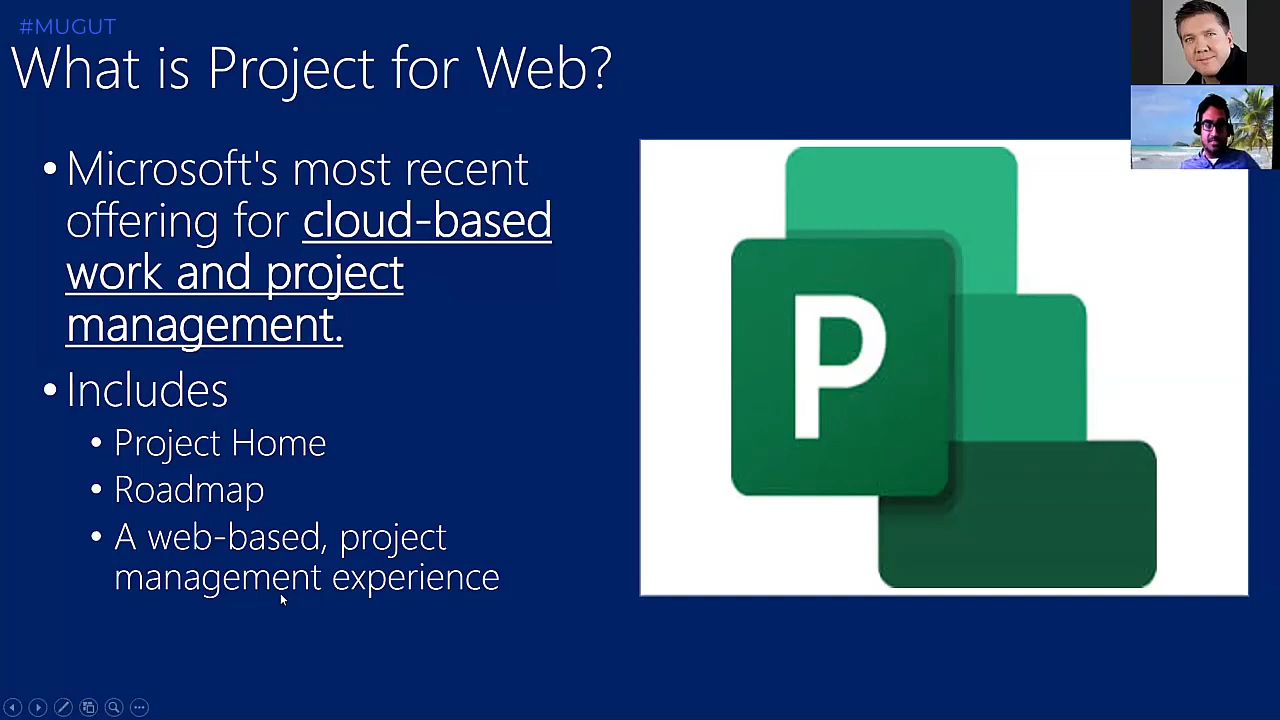 #MUGUT
What is Project for Web?
• Microsoft's most recent
offering for cloud-based
work and project
management.
• Includes
• Project Home
• Roadmap
• A web-based, project
management experience
P